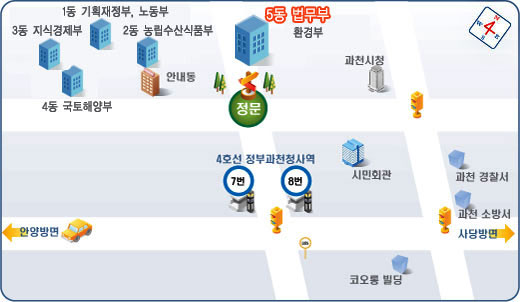 1동 기획재정부, 노동부
5동 법무부
3동 지식경제부
2동 농립수산식품부
환경부
과천시청
안내동
4동 국토해양부
정문
4호선 정부과천청사역
7번
8번
시민회관
과천 경찰서
과천 소방서
안양방면
사당방면
코오롱 빌딩
W
N
4
S
E